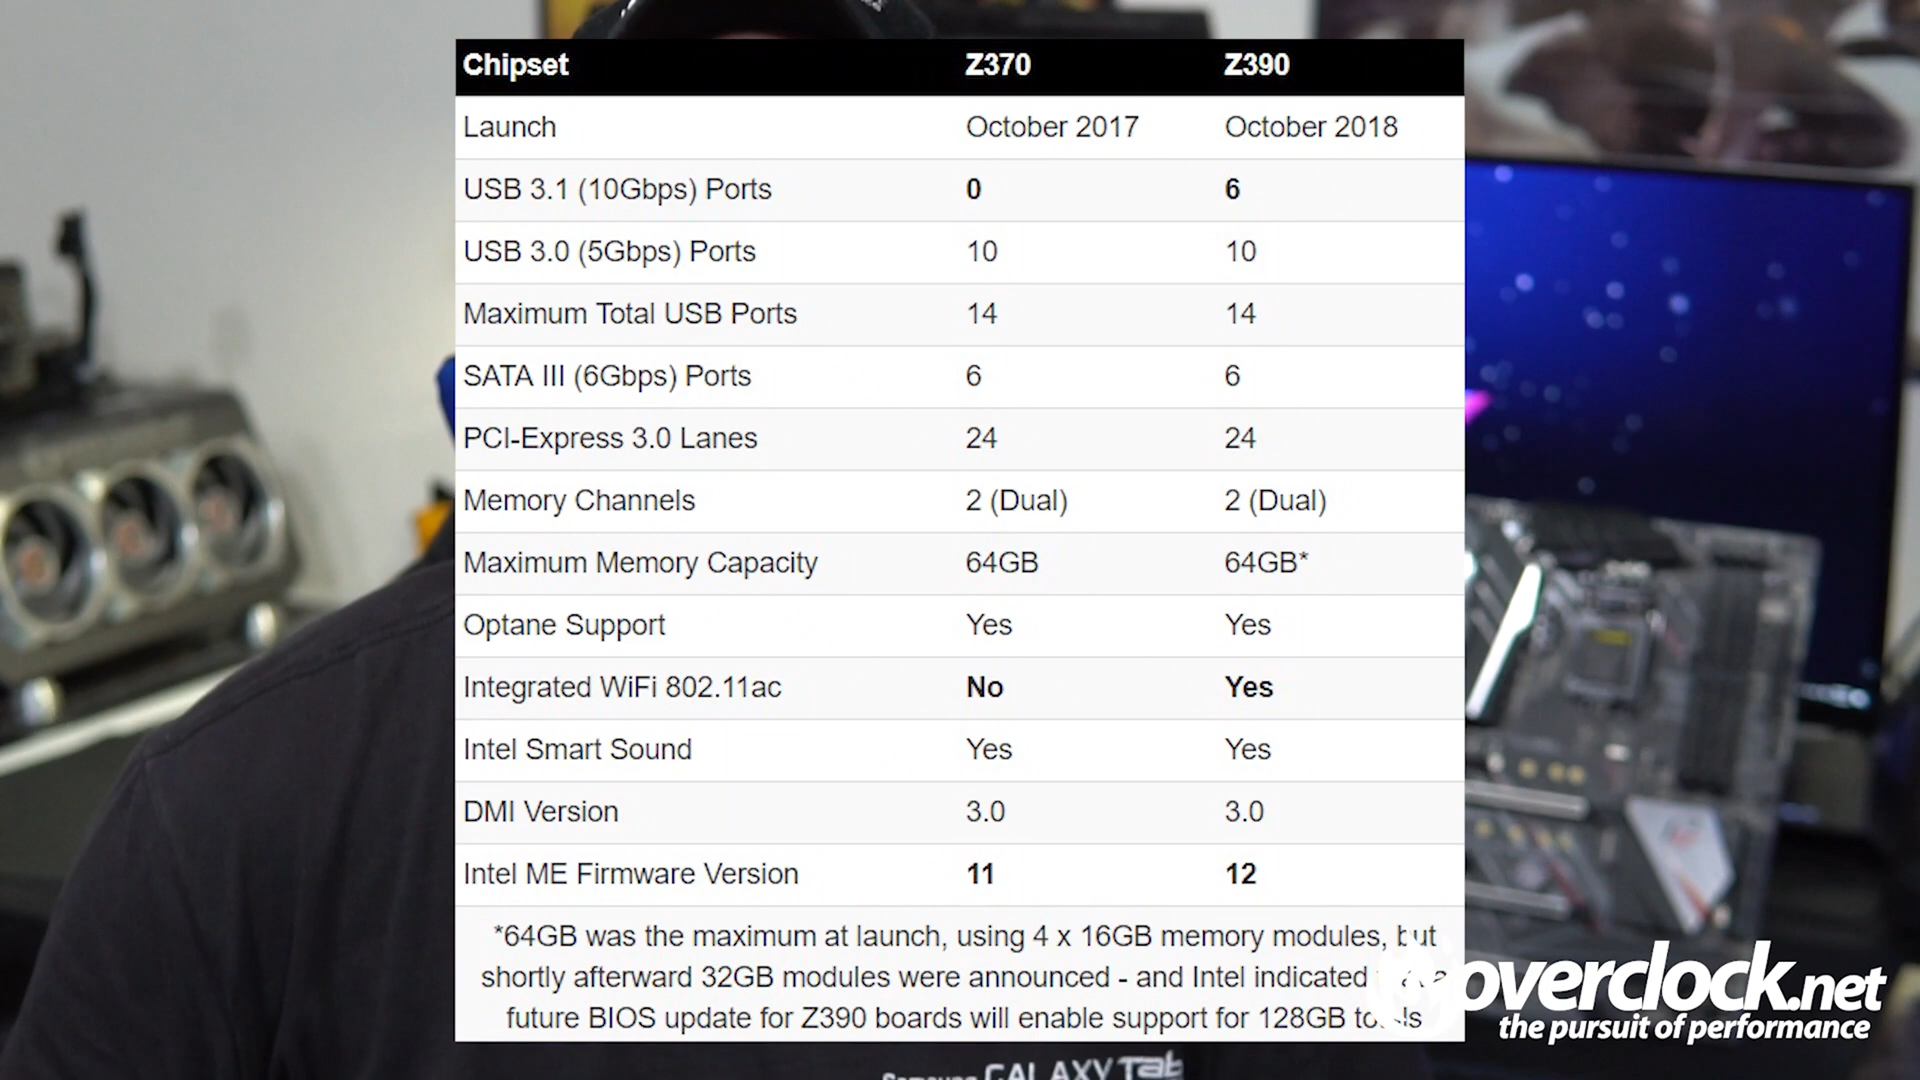 Chipset Z370 Z390
Launch October 2017 October 2018
USB 3.1 (10Gbps) Ports 0 6
USB 3.0 (5Gbps) Ports 10 10
Maximum Total USB Ports 14 14
SATA III (6Gbps) Ports 6 6
PCI-Express 3.0 Lanes 24 24
Memory Channels 2 (Dual) 2 (Dual)
Maximum Memory Capacity 64GB 64GB*
Optane Support Yes Yes
Integrated WiFi 802.11ac No Yes
Intel Smart Sound Yes Yes
DMI Version 3.0 3.0
Intel ME Firmware Version 11 12
*64GB was the maximum at launch, using 4 x 16GB memory modules, but
shortly afterward 32GB modules were announced - and Intel indicated
future BIOS update for Z390 boards will enable support for 128GB totals
overclock.net
the pursuit of performance
Samsung GALAXY Tab